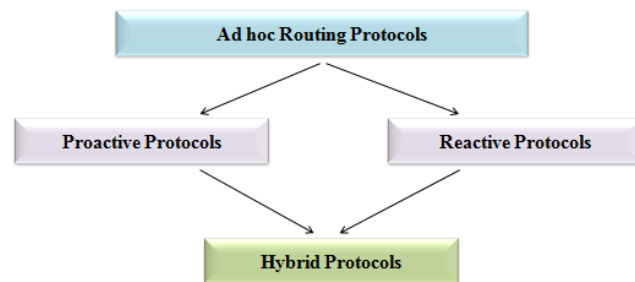 Ad hoc Routing Protocols
Proactive Protocols
Reactive Protocols
Hybrid Protocols